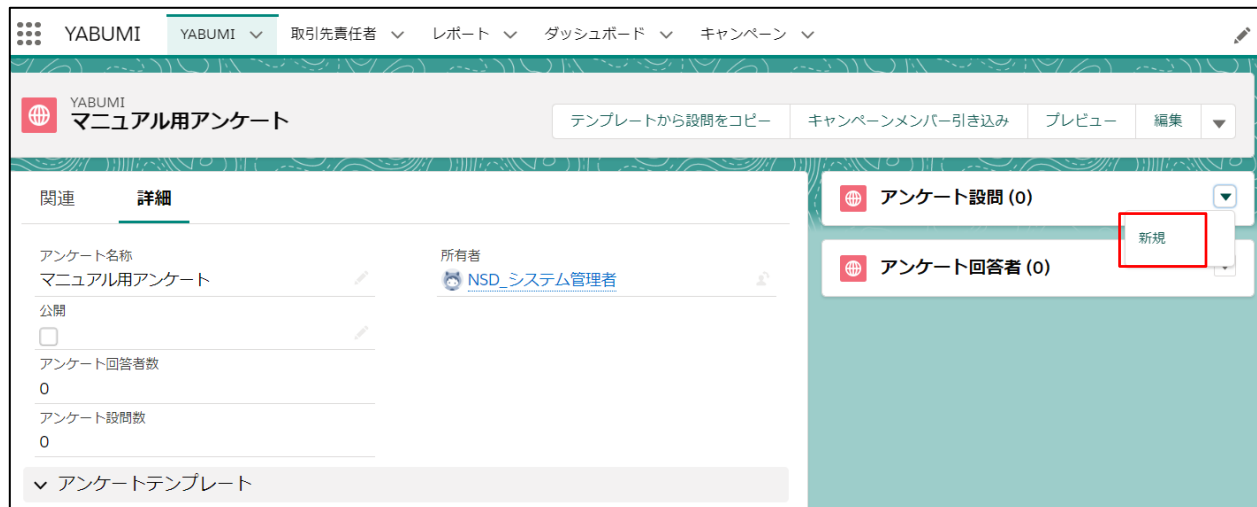 YABUMI YABUMI 取引先責任者 レポート ダッシュボード キャンペーン
YABUMI
マニュアル用アンケート
テンプレートから設問をコピー キャンペーンメンバー引き込み プレビュー 編集
関連 詳細
アンケート名称
マニュアル用アンケート
所有者
NSD_システム管理者
公開
アンケート回答者数
0
アンケート設問数
0
アンケートテンプレート
アンケート設問 (0)
新規
アンケート回答者 (0)